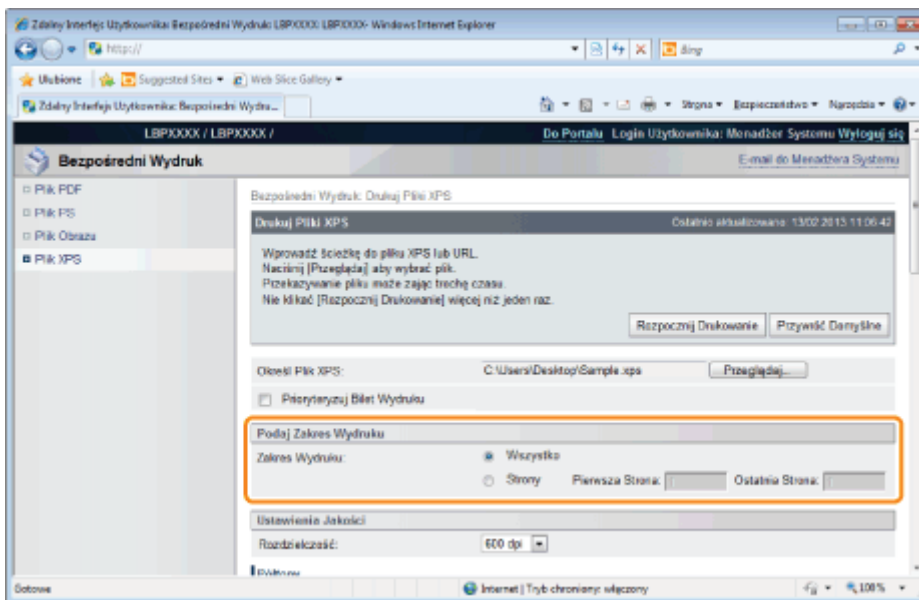 Zdalny Interfejs Użytkownika: Bezpośredni Wydruk: LBPXXXX: LBPXXXX - Windows Internet Explorer
http://
Bing
Ulubione Suggested Sites Web Slice Gallery
Zdalny Interfejs Użytkownika: Bezpośredni Wydru...
Strona Bezpieczeństwo Narzędzia
LBPXXXX / LBPXXXX /
Do Portalu Login Użytkownika: Menadżer Systemu Wyloguj się
Bezpośredni Wydruk
E-mail do Menadżera Systemu
Plik PDF
Plik PS
Plik Obrazu
Plik XPS
Bezpośredni Wydruk: Drukuj Pliki XPS
Drukuj Pliki XPS
Ostatnio aktualizowane: 13/02 2013 11:06:42
Wprowadź ścieżkę do pliku XPS lub URL.
Naciśnij [Przeglądaj] aby wybrać plik.
Przekazywanie pliku może zająć trochę czasu.
Nie klikać [Rozpocznij Drukowanie] więcej niż jeden raz.
Rozpocznij Drukowanie Przywróć Domyślne
Określ Plik XPS: C:\Users\Desktop\Sample.xps Przeglądaj...
Prioryteryzuj Bilet Wydruku
Podaj Zakres Wydruku
Zakres Wydruku: Wszystko
Strony Pierwsza Strona: Ostatnia Strona:
Ustawienia Jakości
Rozdzielczość: 600 dpi
Półtony
Gotowe Internet | Tryb chroniony: włączony 100%